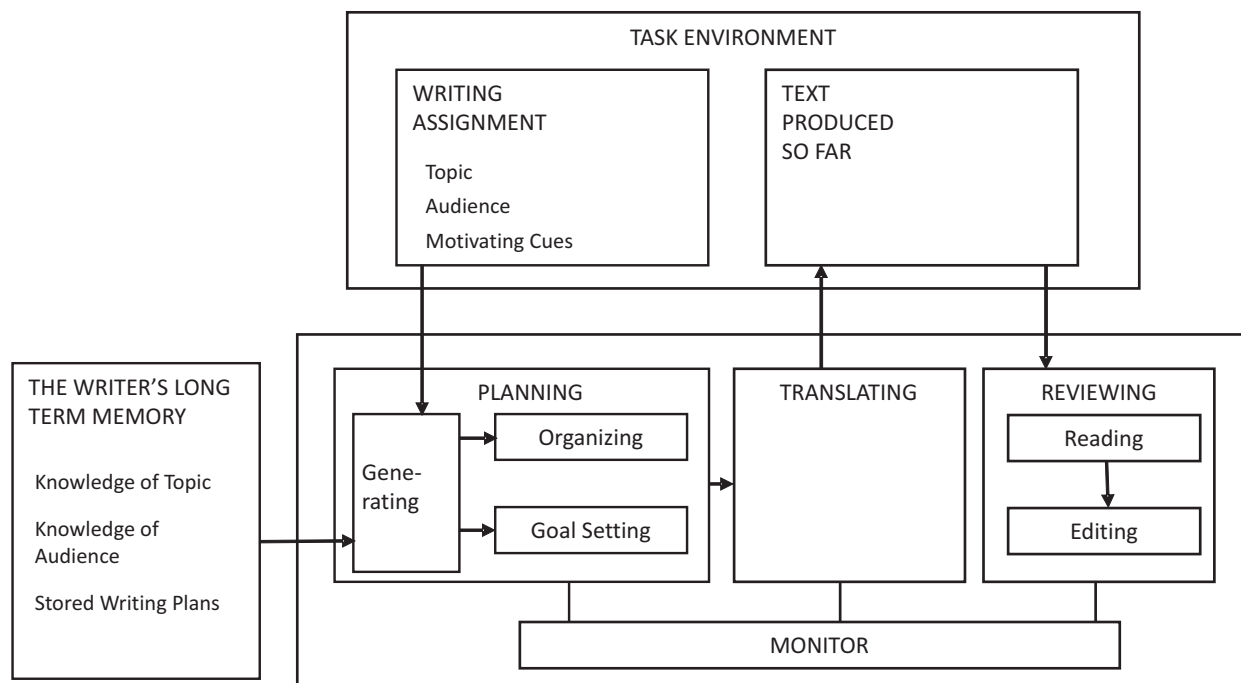 TASK ENVIRONMENT
WRITING
ASSIGNMENT
Topic
Audience
Motivating Cues
TEXT
PRODUCED
SO FAR
THE WRITER’S LONG
TERM MEMORY
Knowledge of Topic
Knowledge of
Audience
Stored Writing Plans
PLANNING
Gene-
rating
Organizing
Goal Setting
TRANSLATING
REVIEWING
Reading
Editing
MONITOR